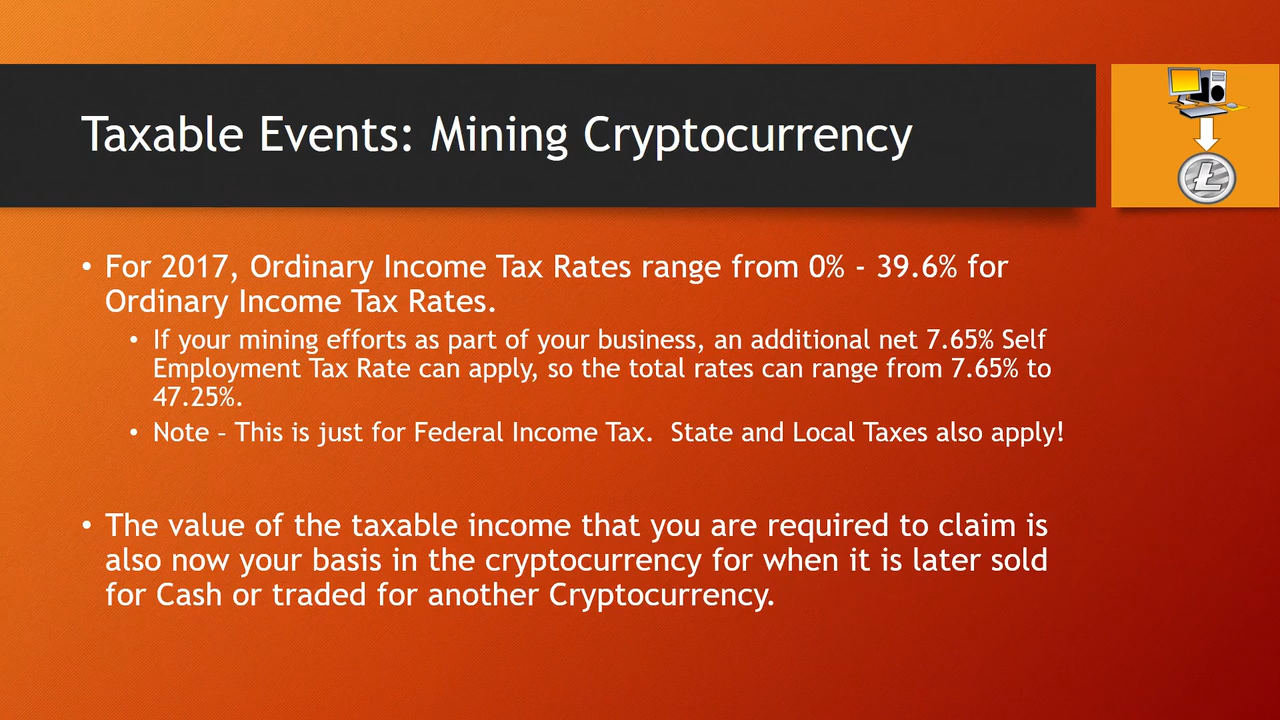 Taxable Events: Mining Cryptocurrency
• For 2017, Ordinary Income Tax Rates range from 0% - 39.6% for
Ordinary Income Tax Rates.
• If your mining efforts as part of your business, an additional net 7.65% Self
Employment Tax Rate can apply, so the total rates can range from 7.65% to
47.25%.
• Note – This is just for Federal Income Tax.  State and Local Taxes also apply!
• The value of the taxable income that you are required to claim is
also now your basis in the cryptocurrency for when it is later sold
for Cash or traded for another Cryptocurrency.